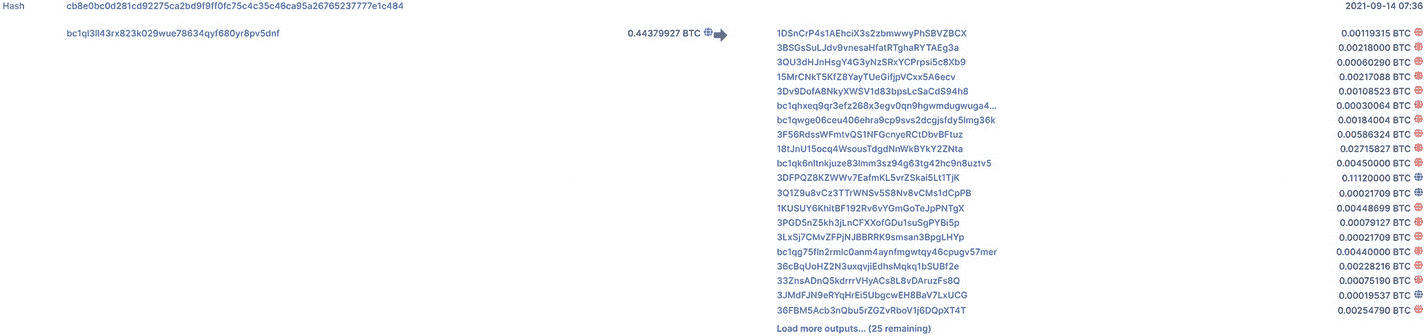 Hash cb8e0bc0d281cd92275ca2bd9f9ff0fc75c4c35c46ca95a26765237777e1c484 2021-09-14 07:36
bc1ql3ll43rx823k029wue78634qyf680yr8pv5dnf 0.44379927 BTC 1DSnCrP4s1AEhciX3s2zbmwwyPhSBVZBCX 0.00119315 BTC
3BSGsSuLJdv9vnesaHfatRTghaRYTAEg3a 0.00218000 BTC
3QU3dHJnHsgY4G3yNzSRxYCPrpsi5c8Xb9 0.00060290 BTC
15MrCNkT5KfZ8YayTUeGifjpVCxx5A6ecv 0.00217088 BTC
3Dv9DofA8NkyXWSV1d83bpsLcSaCdS94h8 0.00108523 BTC
bc1qhxeq9qr3efz268x3egv0qn9hgwmdugwuga4... 0.00030064 BTC
bc1qwge06ceu406ehra9cp9svs2dcgjsfdy5lmg36k 0.00184004 BTC
3F56RdssWFmtvQS1NFGcnyeRCtDbvBFtuz 0.00586324 BTC
18tJnU15ocq4WsousTdgdNnWkBYkY2ZNta 0.02715827 BTC
bc1qk6nltnkjuze83lmm3sz94g63tg42hc9n8uztv5 0.00450000 BTC
3DFPQZ8KZWWv7EafmKL5vrZSkai5Lt1TjK 0.11120000 BTC
3Q1Z9u8vCz3TTrWNSv5S8Nv8vCMs1dCpPB 0.00021709 BTC
1KUSUY6KhitBF192Rv6vYGmGoTeJpPNTgX 0.00448699 BTC
3PGD5nZ5kh3jLnCFXXofGDu1suSgPYBi5p 0.00079127 BTC
3LxSj7CMvZFPjNJBBRRK9smsan3BpgLHYp 0.00021709 BTC
bc1qg75fln2rmlc0anm4aynfmgwtqy46cpugv57mer 0.00440000 BTC
36cBqUoHZ2N3uxqvjiEdhsMqkq1bSUBf2e 0.00228216 BTC
33ZnsADnQ5kdrrrVHyACs8L8vDAruzFs8Q 0.00075190 BTC
3JMdFJN9eRYqHrEi5UbgcwEH8BaV7LxUCG 0.00019537 BTC
36FBM5Acb3nQbu5rZGZvRboV1j6DQpXT4T 0.00254790 BTC
Load more outputs... (25 remaining)